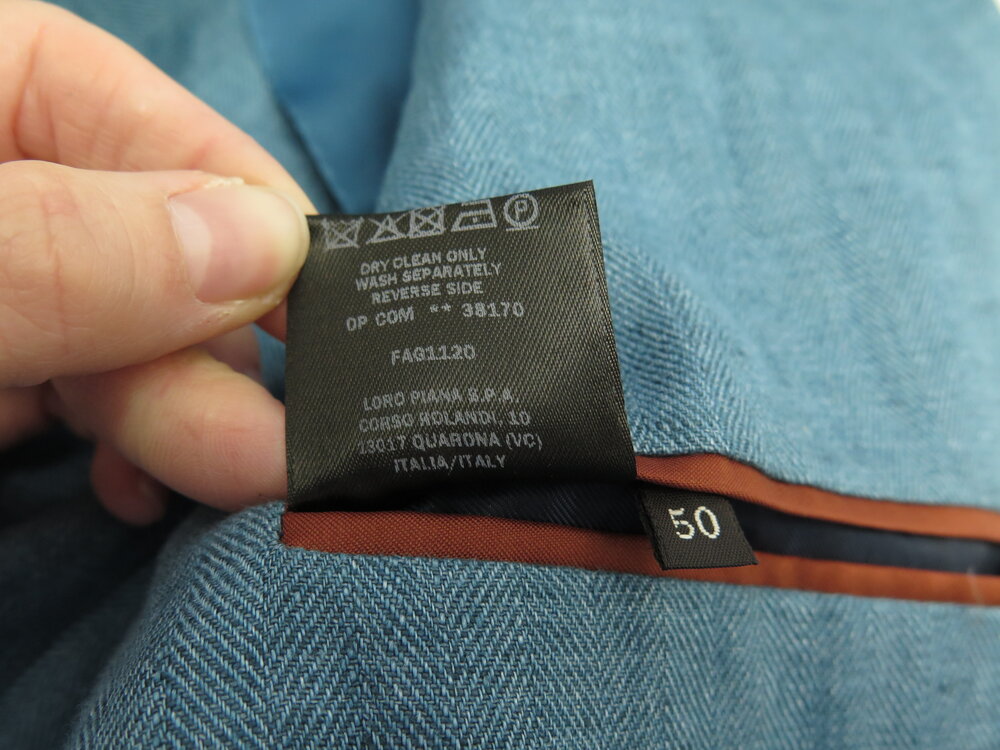 DRY CLEAN ONLY
WASH SEPARATELY
REVERSE SIDE
OP COM ** 38170
FAG1120
LORO PIANA S.P.A.
CORSO ROLANDI, 10
13017 QUARONA (VC)
ITALIA/ITALY
50